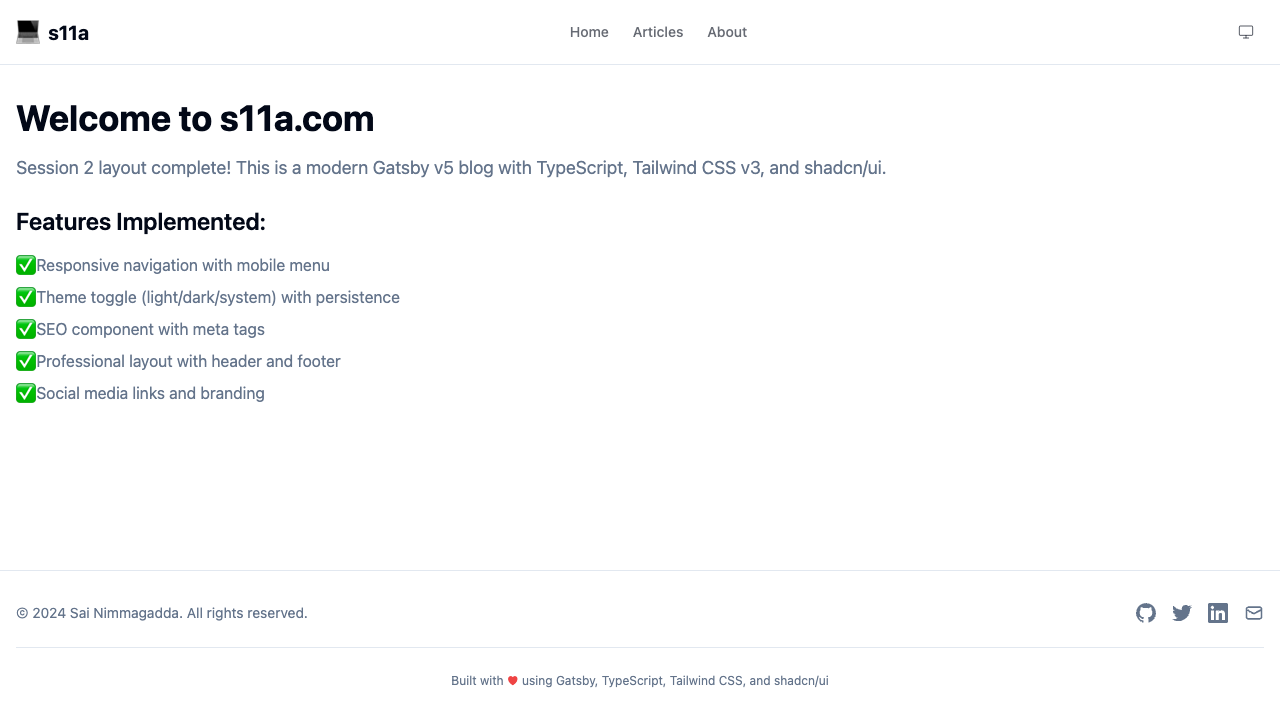 💻 s11a
Home Articles About
Welcome to s11a.com
Session 2 layout complete! This is a modern Gatsby v5 blog with TypeScript, Tailwind CSS v3, and shadcn/ui.
Features Implemented:
✅Responsive navigation with mobile menu
✅Theme toggle (light/dark/system) with persistence
✅SEO component with meta tags
✅Professional layout with header and footer
✅Social media links and branding
© 2024 Sai Nimmagadda. All rights reserved.
Built with ❤️ using Gatsby, TypeScript, Tailwind CSS, and shadcn/ui